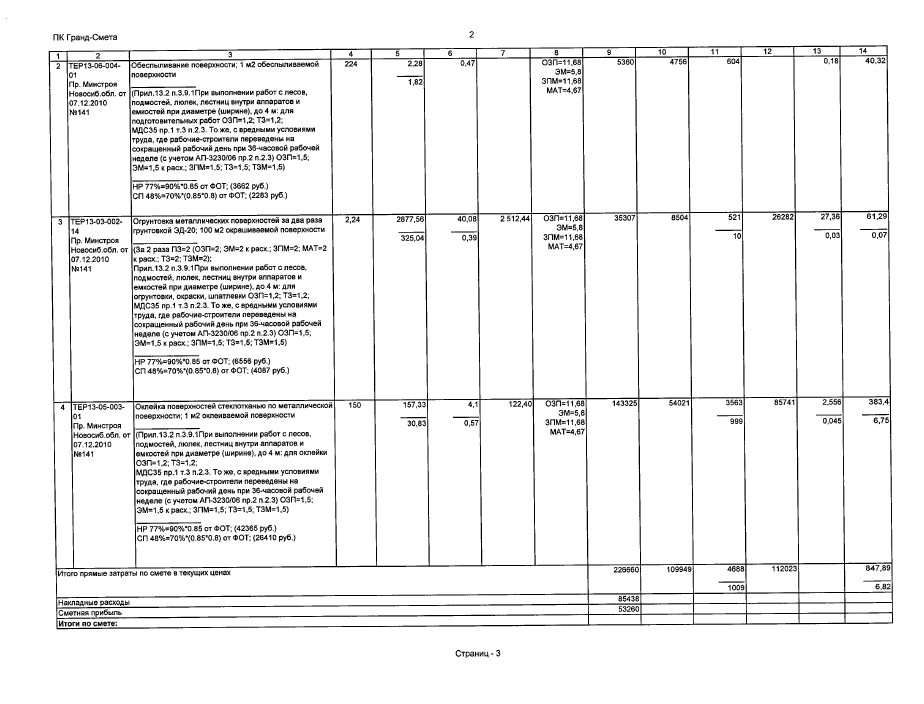 ПК Гранд-Смета
2
1 2 3 4 5 6 7 8 9 10 11 12 13 14
2 ТЕР13-06-004-01 Пр. Минстроя Новосиб.обл. от 07.12.2010 №141
Обеспыливание поверхности; 1 м2 обеспыливаемой
поверхности
(Прил.13.2 п.3.9.1При выполнении работ с лесов,
подмостей, люлек, лестниц внутри аппаратов и
емкостей при диаметре (ширине), до 4 м: для
подготовительных работ ОЗП=1,2; ТЗ=1,2;
МДС35 пр.1 т.3 п.2.3. То же, с вредными условиями
труда, где рабочие-строители переведены на
сокращенный рабочий день при 36-часовой рабочей
неделе (с учетом АП-3230/06 пр.2 п.2.3) ОЗП=1,5;
ЭМ=1,5 к расх.; ЗПМ=1,5; ТЗ=1,5; ТЗМ=1,5)
НР 77%=90%*0.85 от ФОТ; (3662 руб.)
СП 48%=70%*(0.85*0.8) от ФОТ; (2283 руб.)
224 2,28 0,47 ОЗП=11,68 5360 4756 604 0,18 40,32
ЭМ=5,8
1,82 ЗПМ=11,68
МАТ=4,67
3 ТЕР13-03-002-14 Пр. Минстроя Новосиб.обл. от 07.12.2010 №141
Огрунтовка металлических поверхностей за два раза
грунтовкой ЭД-20; 100 м2 окрашиваемой поверхности
(За 2 раза ПЗ=2 (ОЗП=2; ЭМ=2 к расх.; ЗПМ=2; МАТ=2
к расх.; ТЗ=2; ТЗМ=2);
Прил.13.2 п.3.9.1При выполнении работ с лесов,
подмостей, люлек, лестниц внутри аппаратов и
емкостей при диаметре (ширине), до 4 м: для
огрунтовки, окраски, шпатлевки ОЗП=1,2; ТЗ=1,2;
МДС35 пр.1 т.3 п.2.3. То же, с вредными условиями
труда, где рабочие-строители переведены на
сокращенный рабочий день при 36-часовой рабочей
неделе (с учетом АП-3230/06 пр.2 п.2.3) ОЗП=1,5;
ЭМ=1,5 к расх.; ЗПМ=1,5; ТЗ=1,5; ТЗМ=1,5)
НР 77%=90%*0.85 от ФОТ; (6556 руб.)
СП 48%=70%*(0.85*0.8) от ФОТ; (4087 руб.)
2,24 2877,56 40,08 2 512,44 ОЗП=11,68 35307 8504 521 26282 27,36 61,29
ЭМ=5,8
325,04 0,39 ЗПМ=11,68 10 0,03 0,07
МАТ=4,67
4 ТЕР13-05-003-01 Пр. Минстроя Новосиб.обл. от 07.12.2010 №141
Оклейка поверхностей стеклотканью по металлической
поверхности; 1 м2 оклеиваемой поверхности
(Прил.13.2 п.3.9.1При выполнении работ с лесов,
подмостей, люлек, лестниц внутри аппаратов и
емкостей при диаметре (ширине), до 4 м: для оклейки
ОЗП=1,2; ТЗ=1,2;
МДС35 пр.1 т.3 п.2.3. То же, с вредными условиями
труда, где рабочие-строители переведены на
сокращенный рабочий день при 36-часовой рабочей
неделе (с учетом АП-3230/06 пр.2 п.2.3) ОЗП=1,5;
ЭМ=1,5 к расх.; ЗПМ=1,5; ТЗ=1,5; ТЗМ=1,5)
НР 77%=90%*0.85 от ФОТ; (42365 руб.)
СП 48%=70%*(0.85*0.8) от ФОТ; (26410 руб.)
150 157,33 4,1 122,40 ОЗП=11,68 143325 54021 3563 85741 2,556 383,4
ЭМ=5,8
30,83 0,57 ЗПМ=11,68 999 0,045 6,75
МАТ=4,67
Итого прямые затраты по смете в текущих ценах 226660 109949 4688 112023 847,89
1009 6,82
Накладные расходы 85438
Сметная прибыль 53260
Итоги по смете:
Страниц - 3